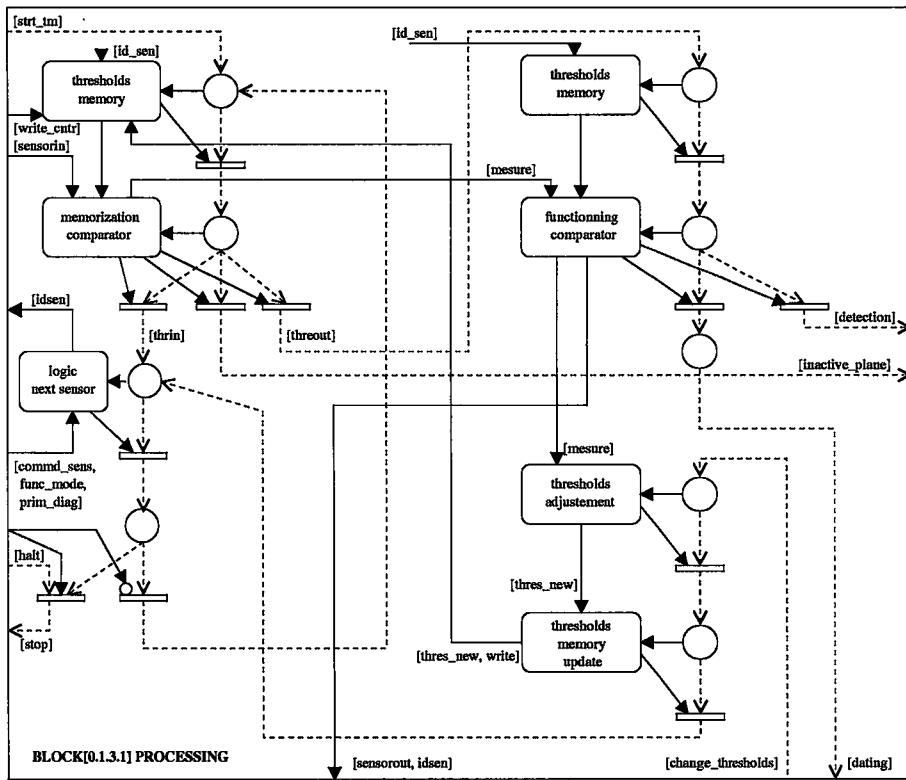 [strt_tm]
[id_sen]
thresholds
memory
[write_cntr]
[sensorin]
memorization
comparator
[mesure]
[id_sen]
thresholds
memory
functionning
comparator
[idsen]
[thrin]
[threout]
[detection]
[inactive_plane]
logic
next sensor
[commd_sens,
func_mode,
prim_diag]
[mesure]
thresholds
adjustement
[halt]
[stop]
[thres_new]
thresholds
memory
update
[thres_new, write]
BLOCK[0.1.3.1] PROCESSING
[sensorout, idsen]
[change_thresholds]
[dating]